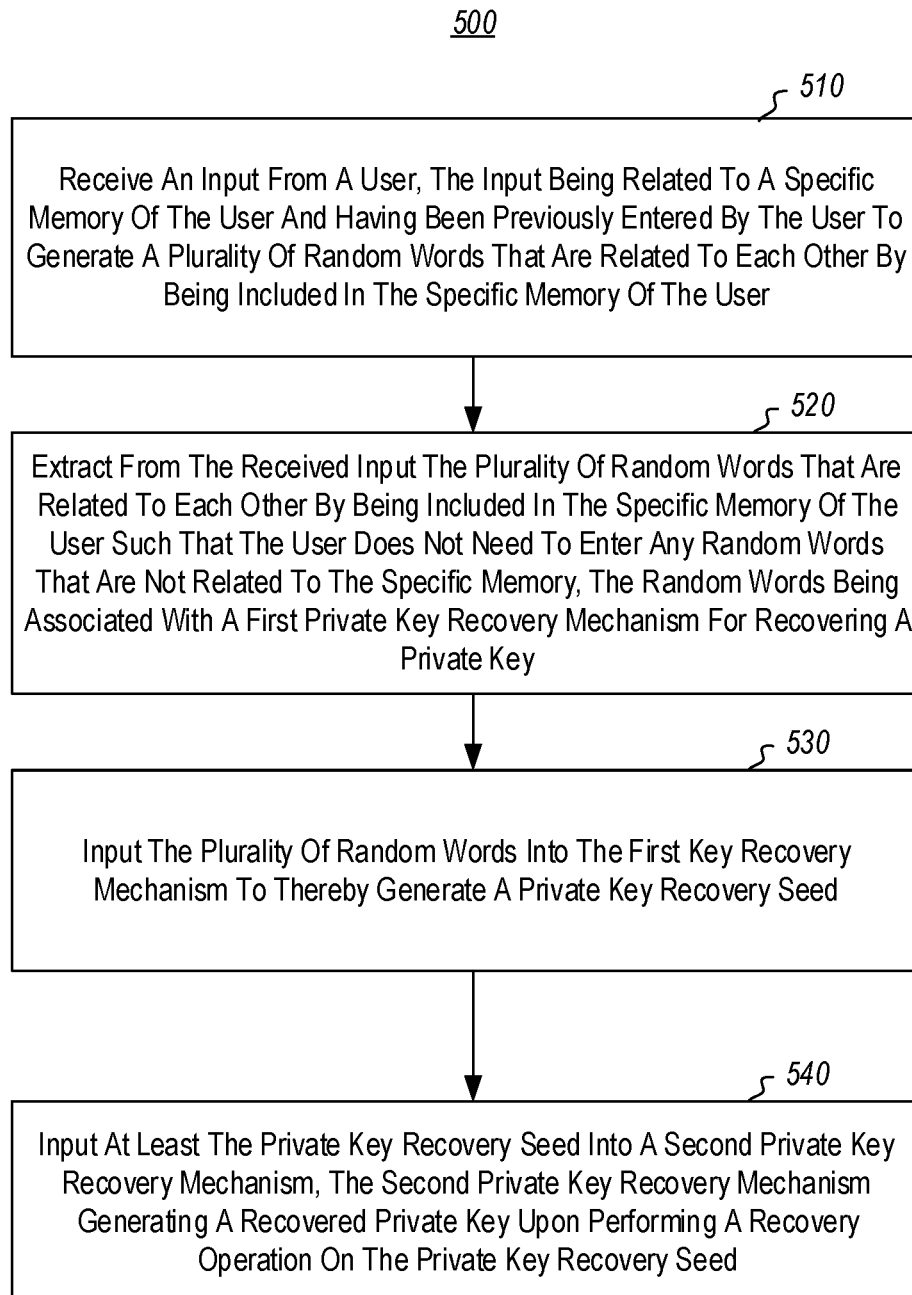 500
510
Receive An Input From A User, The Input Being Related To A Specific
Memory Of The User And Having Been Previously Entered By The User To
Generate A Plurality Of Random Words That Are Related To Each Other By
Being Included In The Specific Memory Of The User
520
Extract From The Received Input The Plurality Of Random Words That Are
Related To Each Other By Being Included In The Specific Memory Of The
User Such That The User Does Not Need To Enter Any Random Words
That Are Not Related To The Specific Memory, The Random Words Being
Associated With A First Private Key Recovery Mechanism For Recovering A
Private Key
530
Input The Plurality Of Random Words Into The First Key Recovery
Mechanism To Thereby Generate A Private Key Recovery Seed
540
Input At Least The Private Key Recovery Seed Into A Second Private Key
Recovery Mechanism, The Second Private Key Recovery Mechanism
Generating A Recovered Private Key Upon Performing A Recovery
Operation On The Private Key Recovery Seed